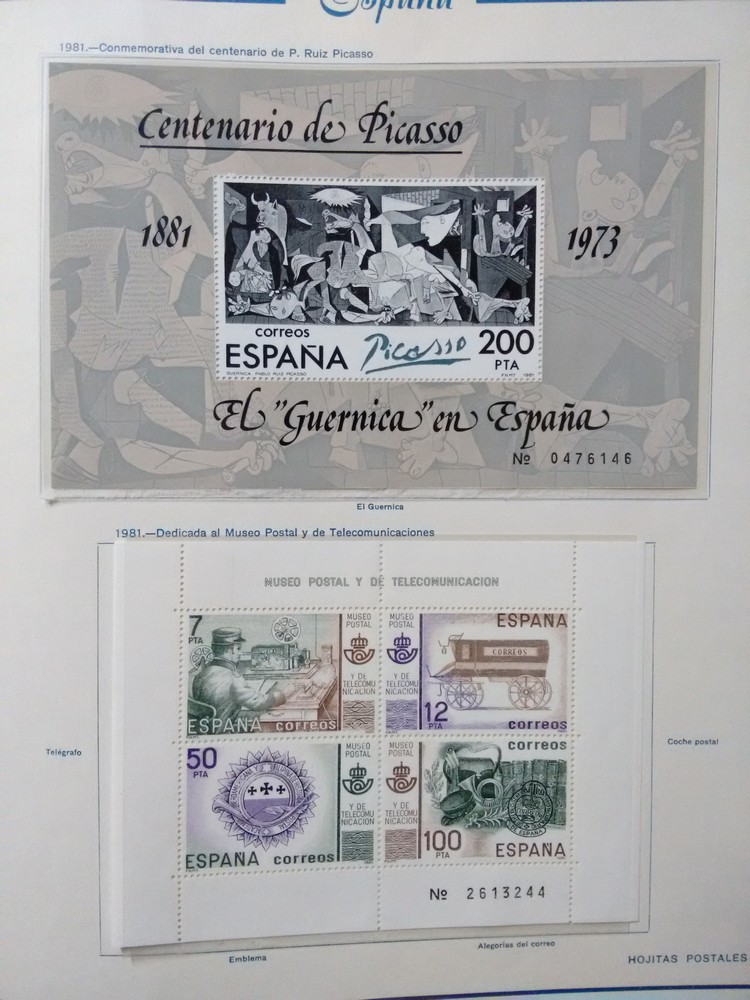 España
1981.—Conmemorativa del centenario de P. Ruiz Picasso
Centenario de Picasso
1881
1973
correos
ESPAÑA
Picasso
200
PTA
GUERNICA PABLO RUIZ PICASSO
F.N.M.T. 1981
El "Guernica" en España
Nº 0476146
El Guernica
1981.—Dedicada al Museo Postal y de Telecomunicaciones
MUSEO POSTAL Y DE TELECOMUNICACION
7
PTA
MUSEO
POSTAL
Y DE
TELECOMU
NICACION
ESPAÑA correos
MUSEO
POSTAL
Y DE
TELECOMU
NICACION
ESPAÑA
CORREOS
12
PTA
correos
Telégrafo
Coche postal
50
PTA
MUSEO
POSTAL
Y DE
TELECOMU
NICACION
ESPAÑA correos
MUSEO
POSTAL
Y DE
TELECOMU
NICACION
correos
100
PTA
ESPAÑA
Nº 2613244
Emblema
Alegorías del correo
HOJITAS POSTALES